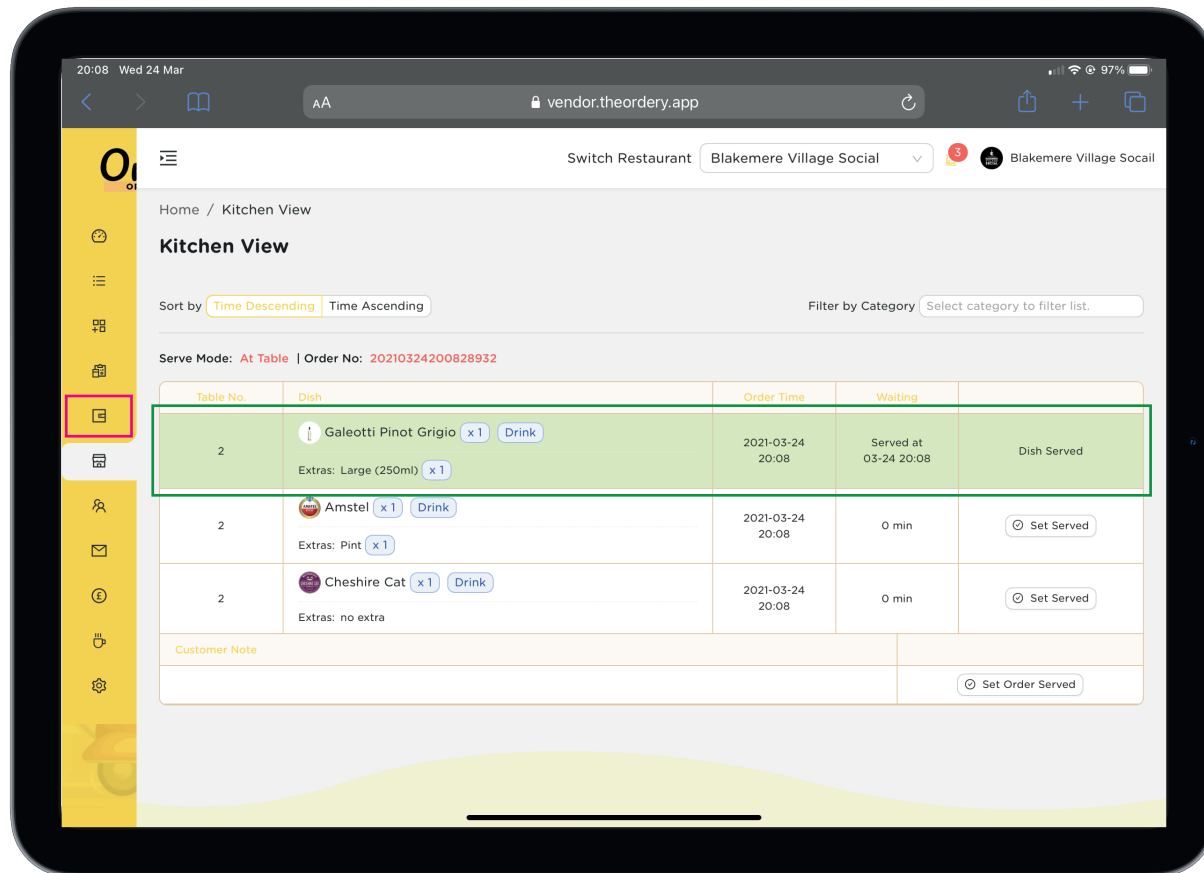 20:08 Wed 24 Mar 97%
AA vendor.theordery.app
Switch Restaurant Blakemere Village Social 3 Blakemere Village Socail
Home / Kitchen View
Kitchen View
Sort by Time Descending Time Ascending Filter by Category Select category to filter list.
Serve Mode: At Table | Order No: 20210324200828932
Table No. Dish Order Time Waiting
2 Galeotti Pinot Grigio x 1 Drink
Extras: Large (250ml) x 1
2021-03-24
20:08
Served at
03-24 20:08
Dish Served
2 Amstel x 1 Drink
Extras: Pint x 1
2021-03-24
20:08
0 min
Set Served
2 Cheshire Cat x 1 Drink
Extras: no extra
2021-03-24
20:08
0 min
Set Served
Customer Note
Set Order Served